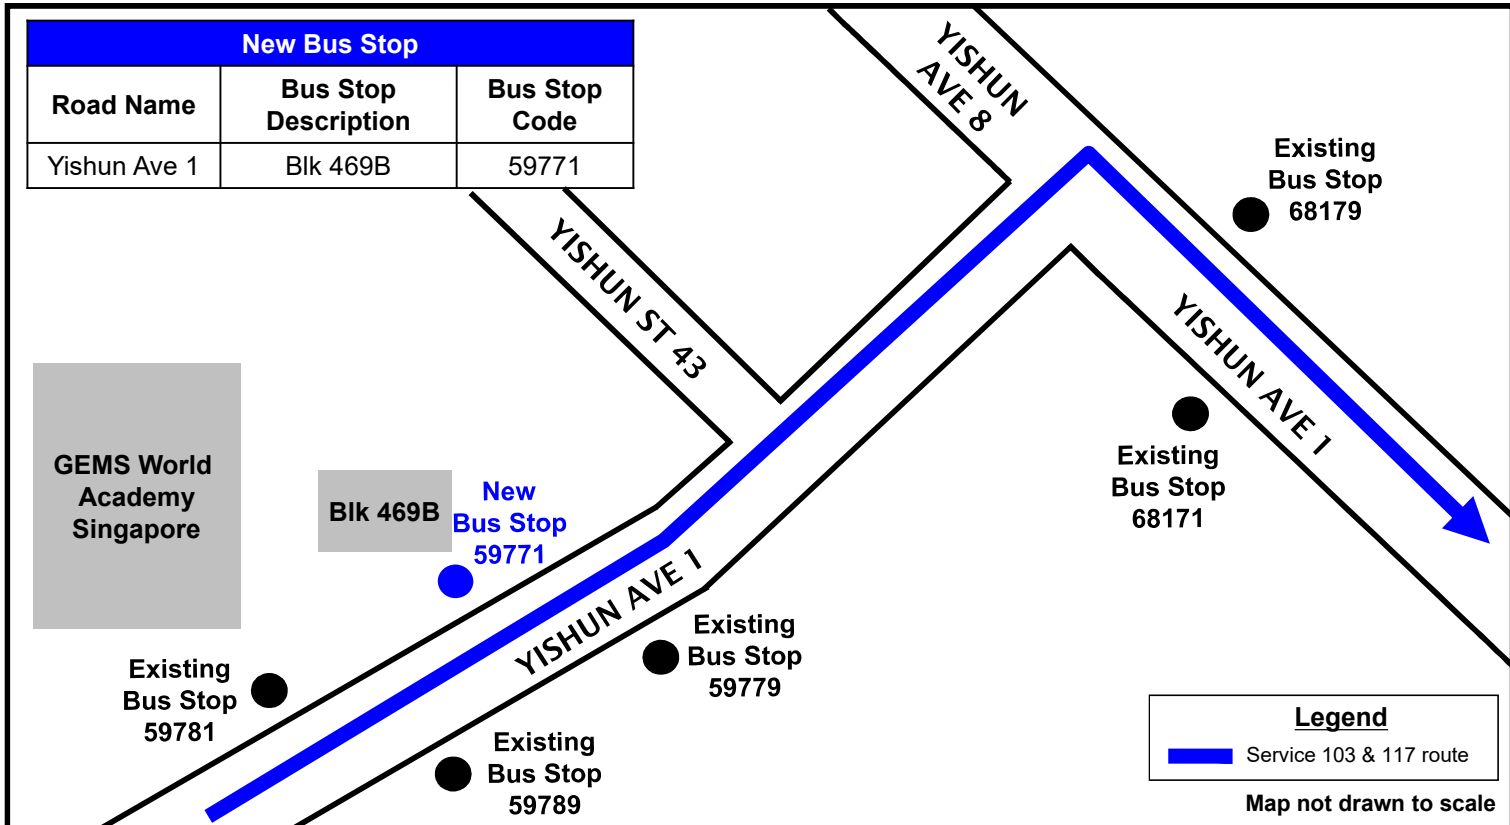 New Bus Stop
Road Name
Bus Stop
Description
Bus Stop
Code
Yishun Ave 1
Blk 469B
59771
YISHUN
AVE 8
Existing
Bus Stop
68179
YISHUN ST 43
YISHUN AVE 1
GEMS World
Academy
Singapore
Blk 469B
New
Bus Stop
59771
Existing
Bus Stop
68171
YISHUN AVE 1
Existing
Bus Stop
59779
Existing
Bus Stop
59781
Existing
Bus Stop
59789
Legend
Service 103 & 117 route
Map not drawn to scale